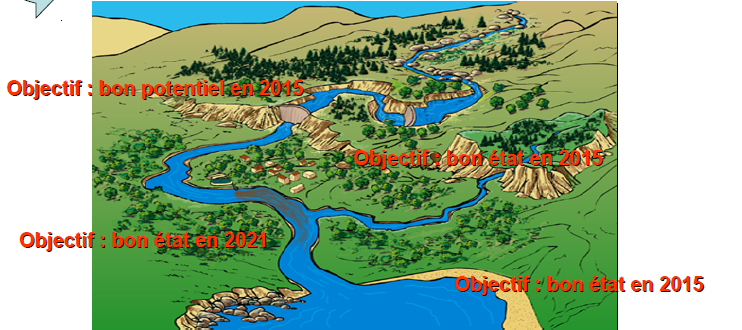 Objectif : bon potentiel en 2015
Objectif : bon état en 2015
Objectif : bon état en 2021
Objectif : bon état en 2015